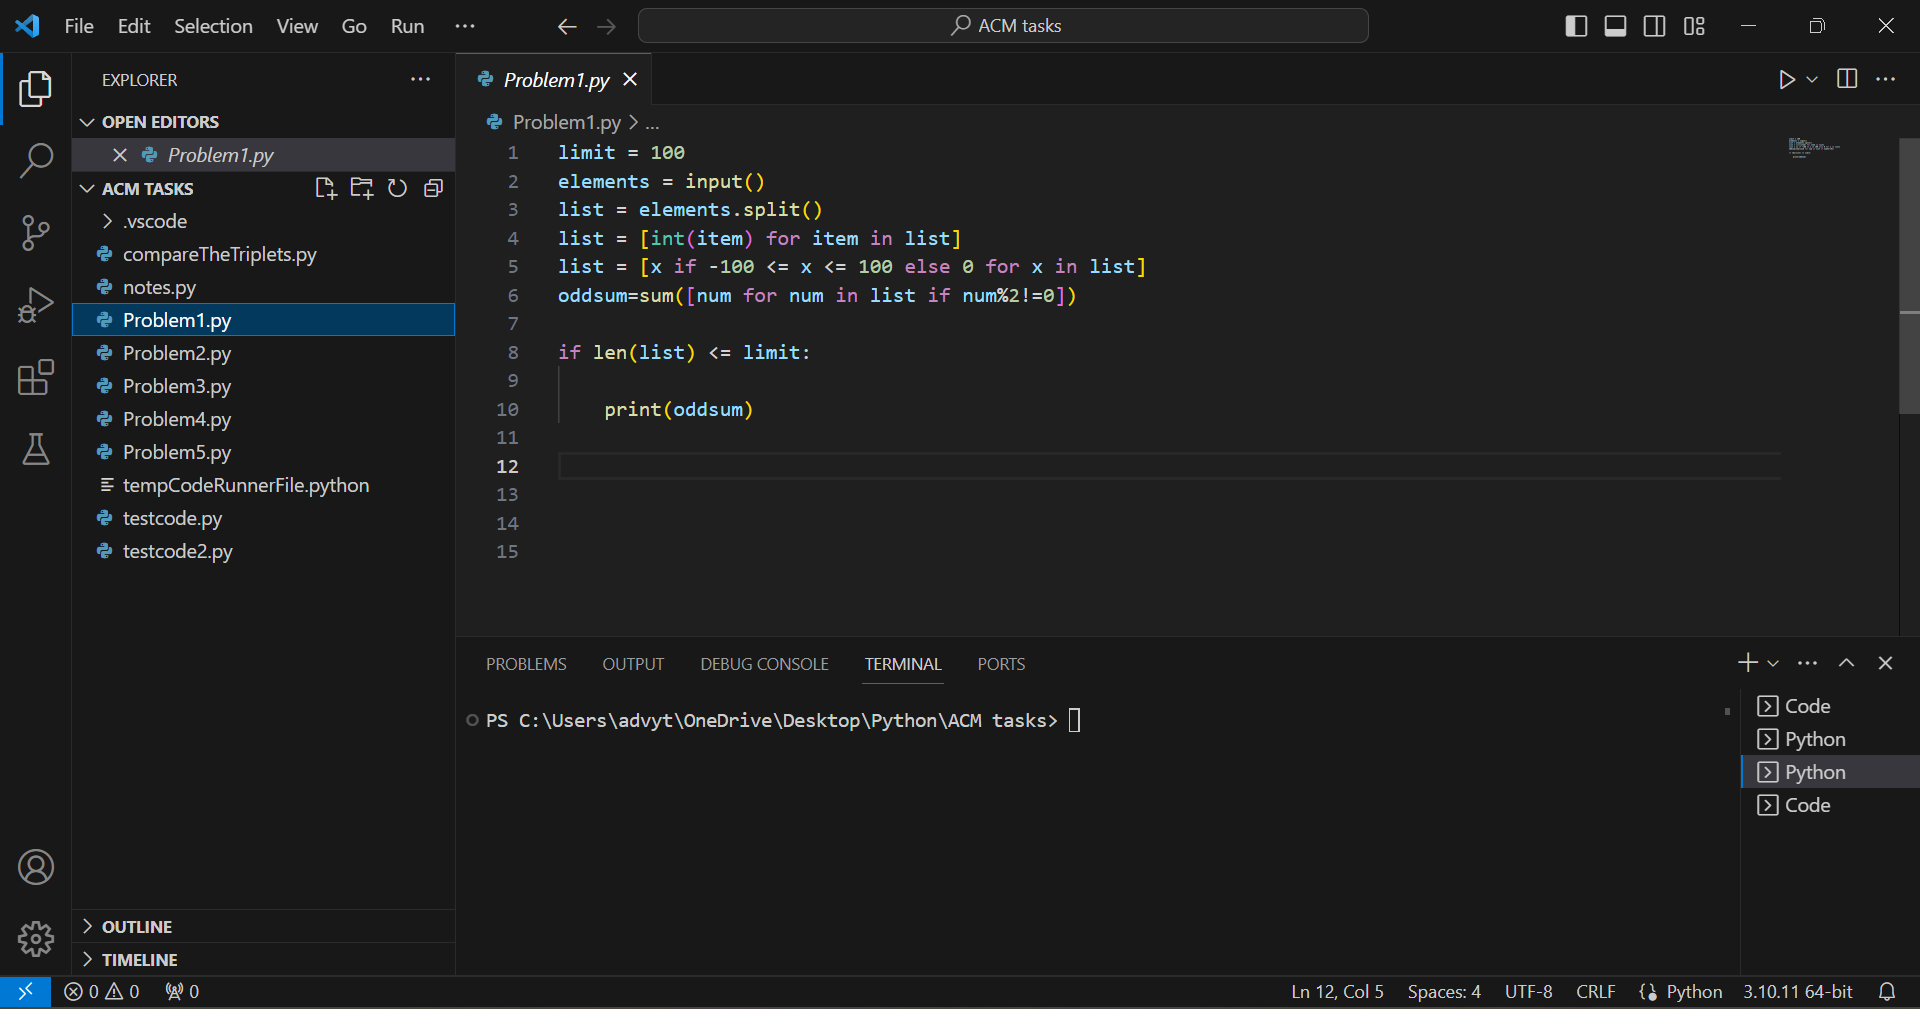 File Edit Selection View Go Run ···
ACM tasks
EXPLORER
OPEN EDITORS
Problem1.py
ACM TASKS
.vscode
compareTheTriplets.py
notes.py
Problem1.py
Problem2.py
Problem3.py
Problem4.py
Problem5.py
tempCodeRunnerFile.python
testcode.py
testcode2.py
OUTLINE
TIMELINE
Problem1.py
Problem1.py > ...
1 limit = 100
2 elements = input()
3 list = elements.split()
4 list = [int(item) for item in list]
5 list = [x if -100 <= x <= 100 else 0 for x in list]
6 oddsum=sum([num for num in list if num%2!=0])
7
8 if len(list) <= limit:
9
10 print(oddsum)
11
12
13
14
15
PROBLEMS OUTPUT DEBUG CONSOLE TERMINAL PORTS
PS C:\Users\advyt\OneDrive\Desktop\Python\ACM tasks>
Code
Python
Python
Code
0 0 0
Ln 12, Col 5 Spaces: 4 UTF-8 CRLF Python 3.10.11 64-bit